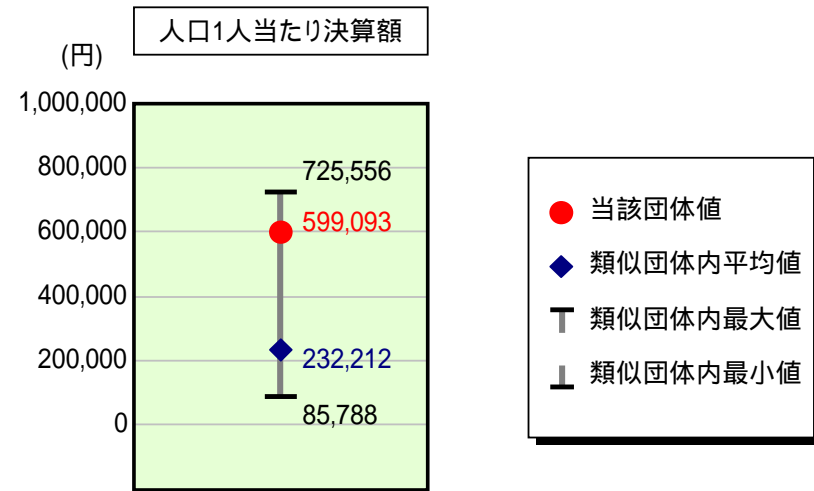 人口1人当たり決算額
(円)
1,000,000
800,000
600,000
400,000
200,000
0
725,556
599,093
232,212
85,788
当該団体値
類似団体内平均値
類似団体内最大値
類似団体内最小値